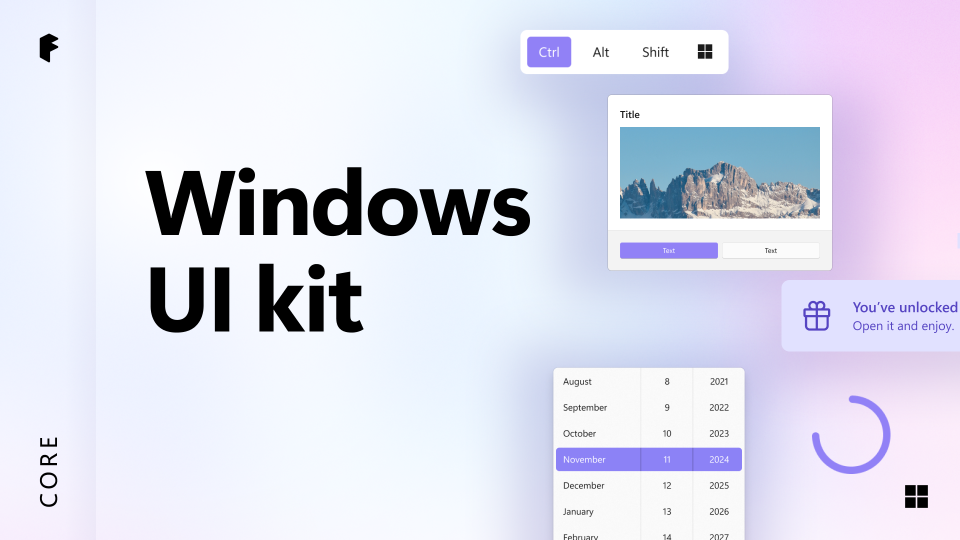 Windows
UI kit
CORE
Ctrl Alt Shift
Title
Text Text
You've unlocked
Open it and enjoy.
August 8 2021
September 9 2022
October 10 2023
November 11 2024
December 12 2025
January 13 2026
February 14 2027